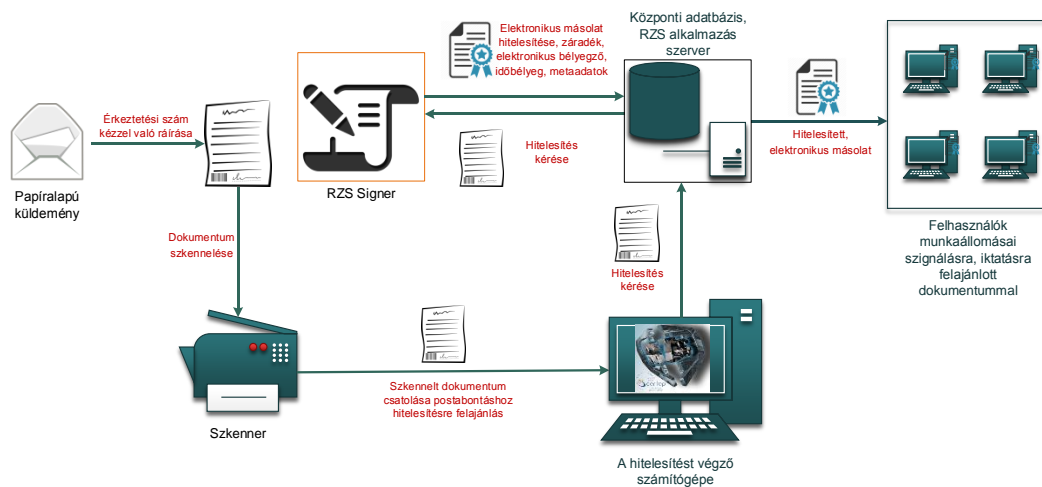 Elektronikus másolat
hitelesítése, záradék,
elektronikus bélyegző,
időbélyeg, metaadatok
Központi adatbázis,
RZS alkalmazás
szerver
Érkeztetési szám
kézzel való ráírása
Hitelesítés
kérése
Hitelesített,
elektronikus másolat
Papíralapú
küldemény
RZS Signer
Dokumentum
szkennelése
Hitelesítés
kérése
Felhasználók
munkaállomásai
szignálásra, iktatásra
felajánlott
dokumentummal
Szkennelt dokumentum
csatolása postabontáshoz
hitelesítésre felajánlás
Szkenner
A hitelesítést végző
számítógépe